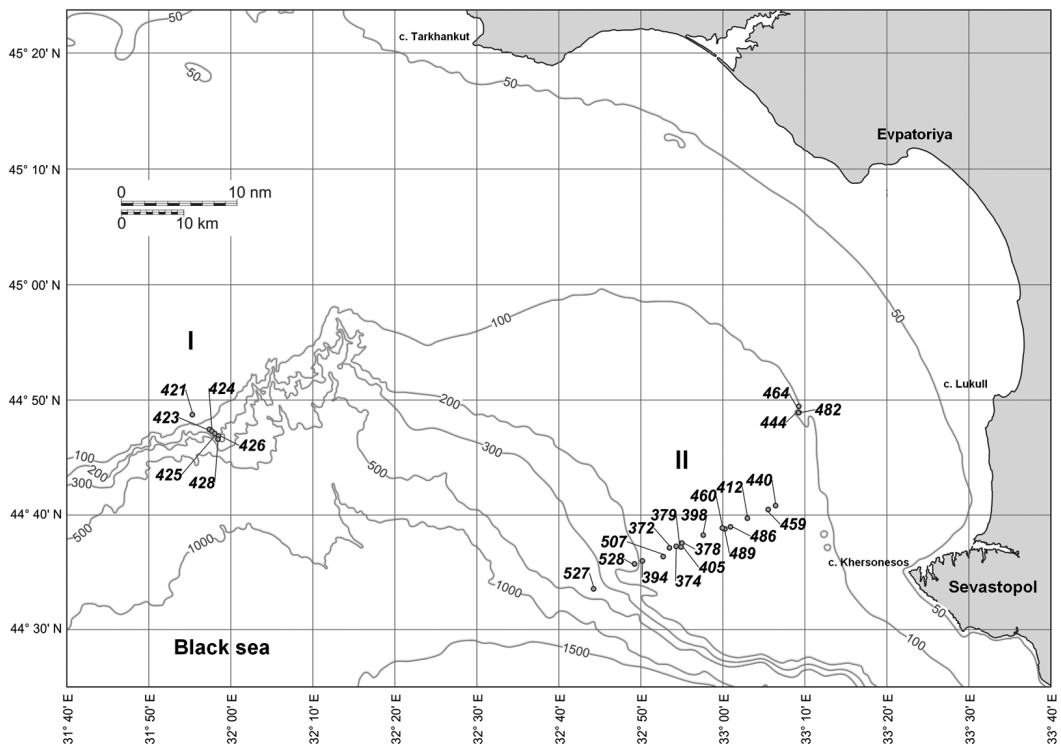 50
c. Tarkhankut
45° 20' N
50
50
Evpatoriya
45° 10' N
0 10 nm
0 10 km
45° 00' N
50
100
I
c. Lukull
421 424
464
44° 50' N
200
482
423
444
300
426
100
200
II
425
300
428
500
440
460 412
500
379 398
44° 40' N
372
459
1000
507
486
378
489
528
405
c. Khersonesos
527
394
374
1000
Sevastopol
50
44° 30' N
100
Black sea
1500
31° 40' E
31° 50' E
32° 00' E
32° 10' E
32° 20' E
32° 30' E
32° 40' E
32° 50' E
33° 00' E
33° 10' E
33° 20' E
33° 30' E
33° 40' E